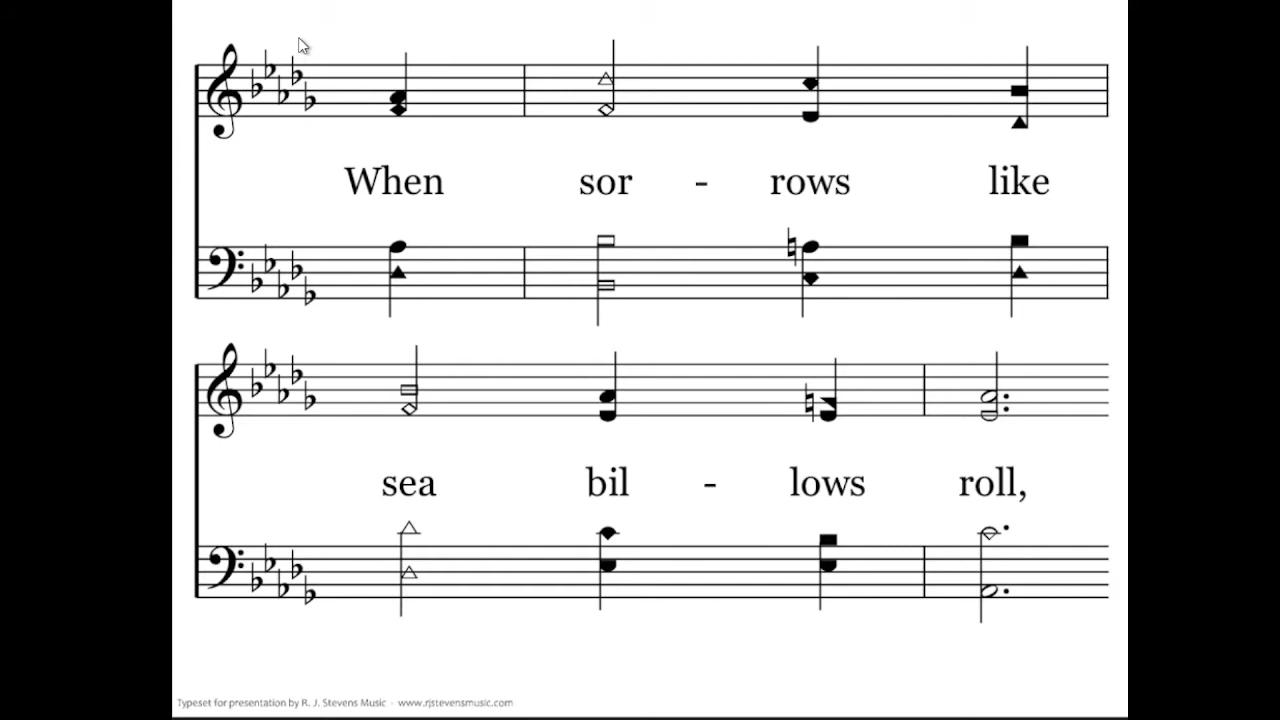 When sor - rows like
sea bil - lows roll,
Typeset for presentation by R. J. Stevens Music - www.rjstevensmusic.com